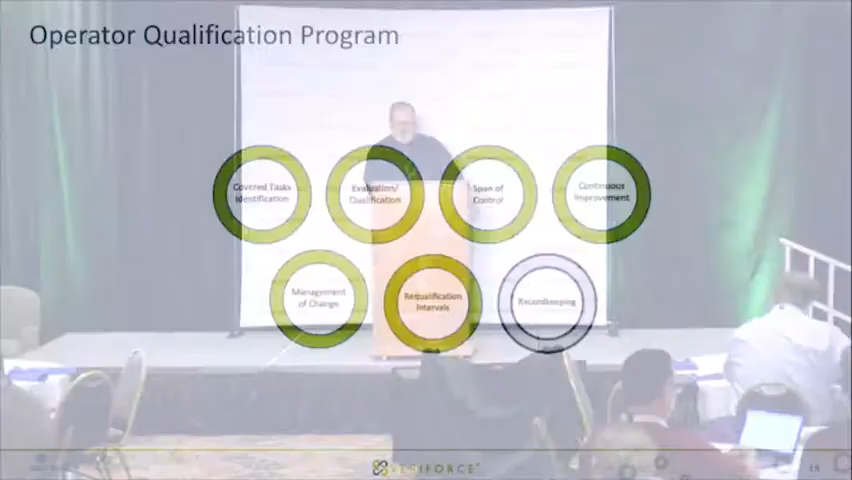 Operator Qualification Program
Covered Tasks
Identification
Evaluation/
Qualification
Span of
Control
Continuous
Improvement
Management
of Change
Requalification
Intervals
Recordkeeping
VERIFORCE